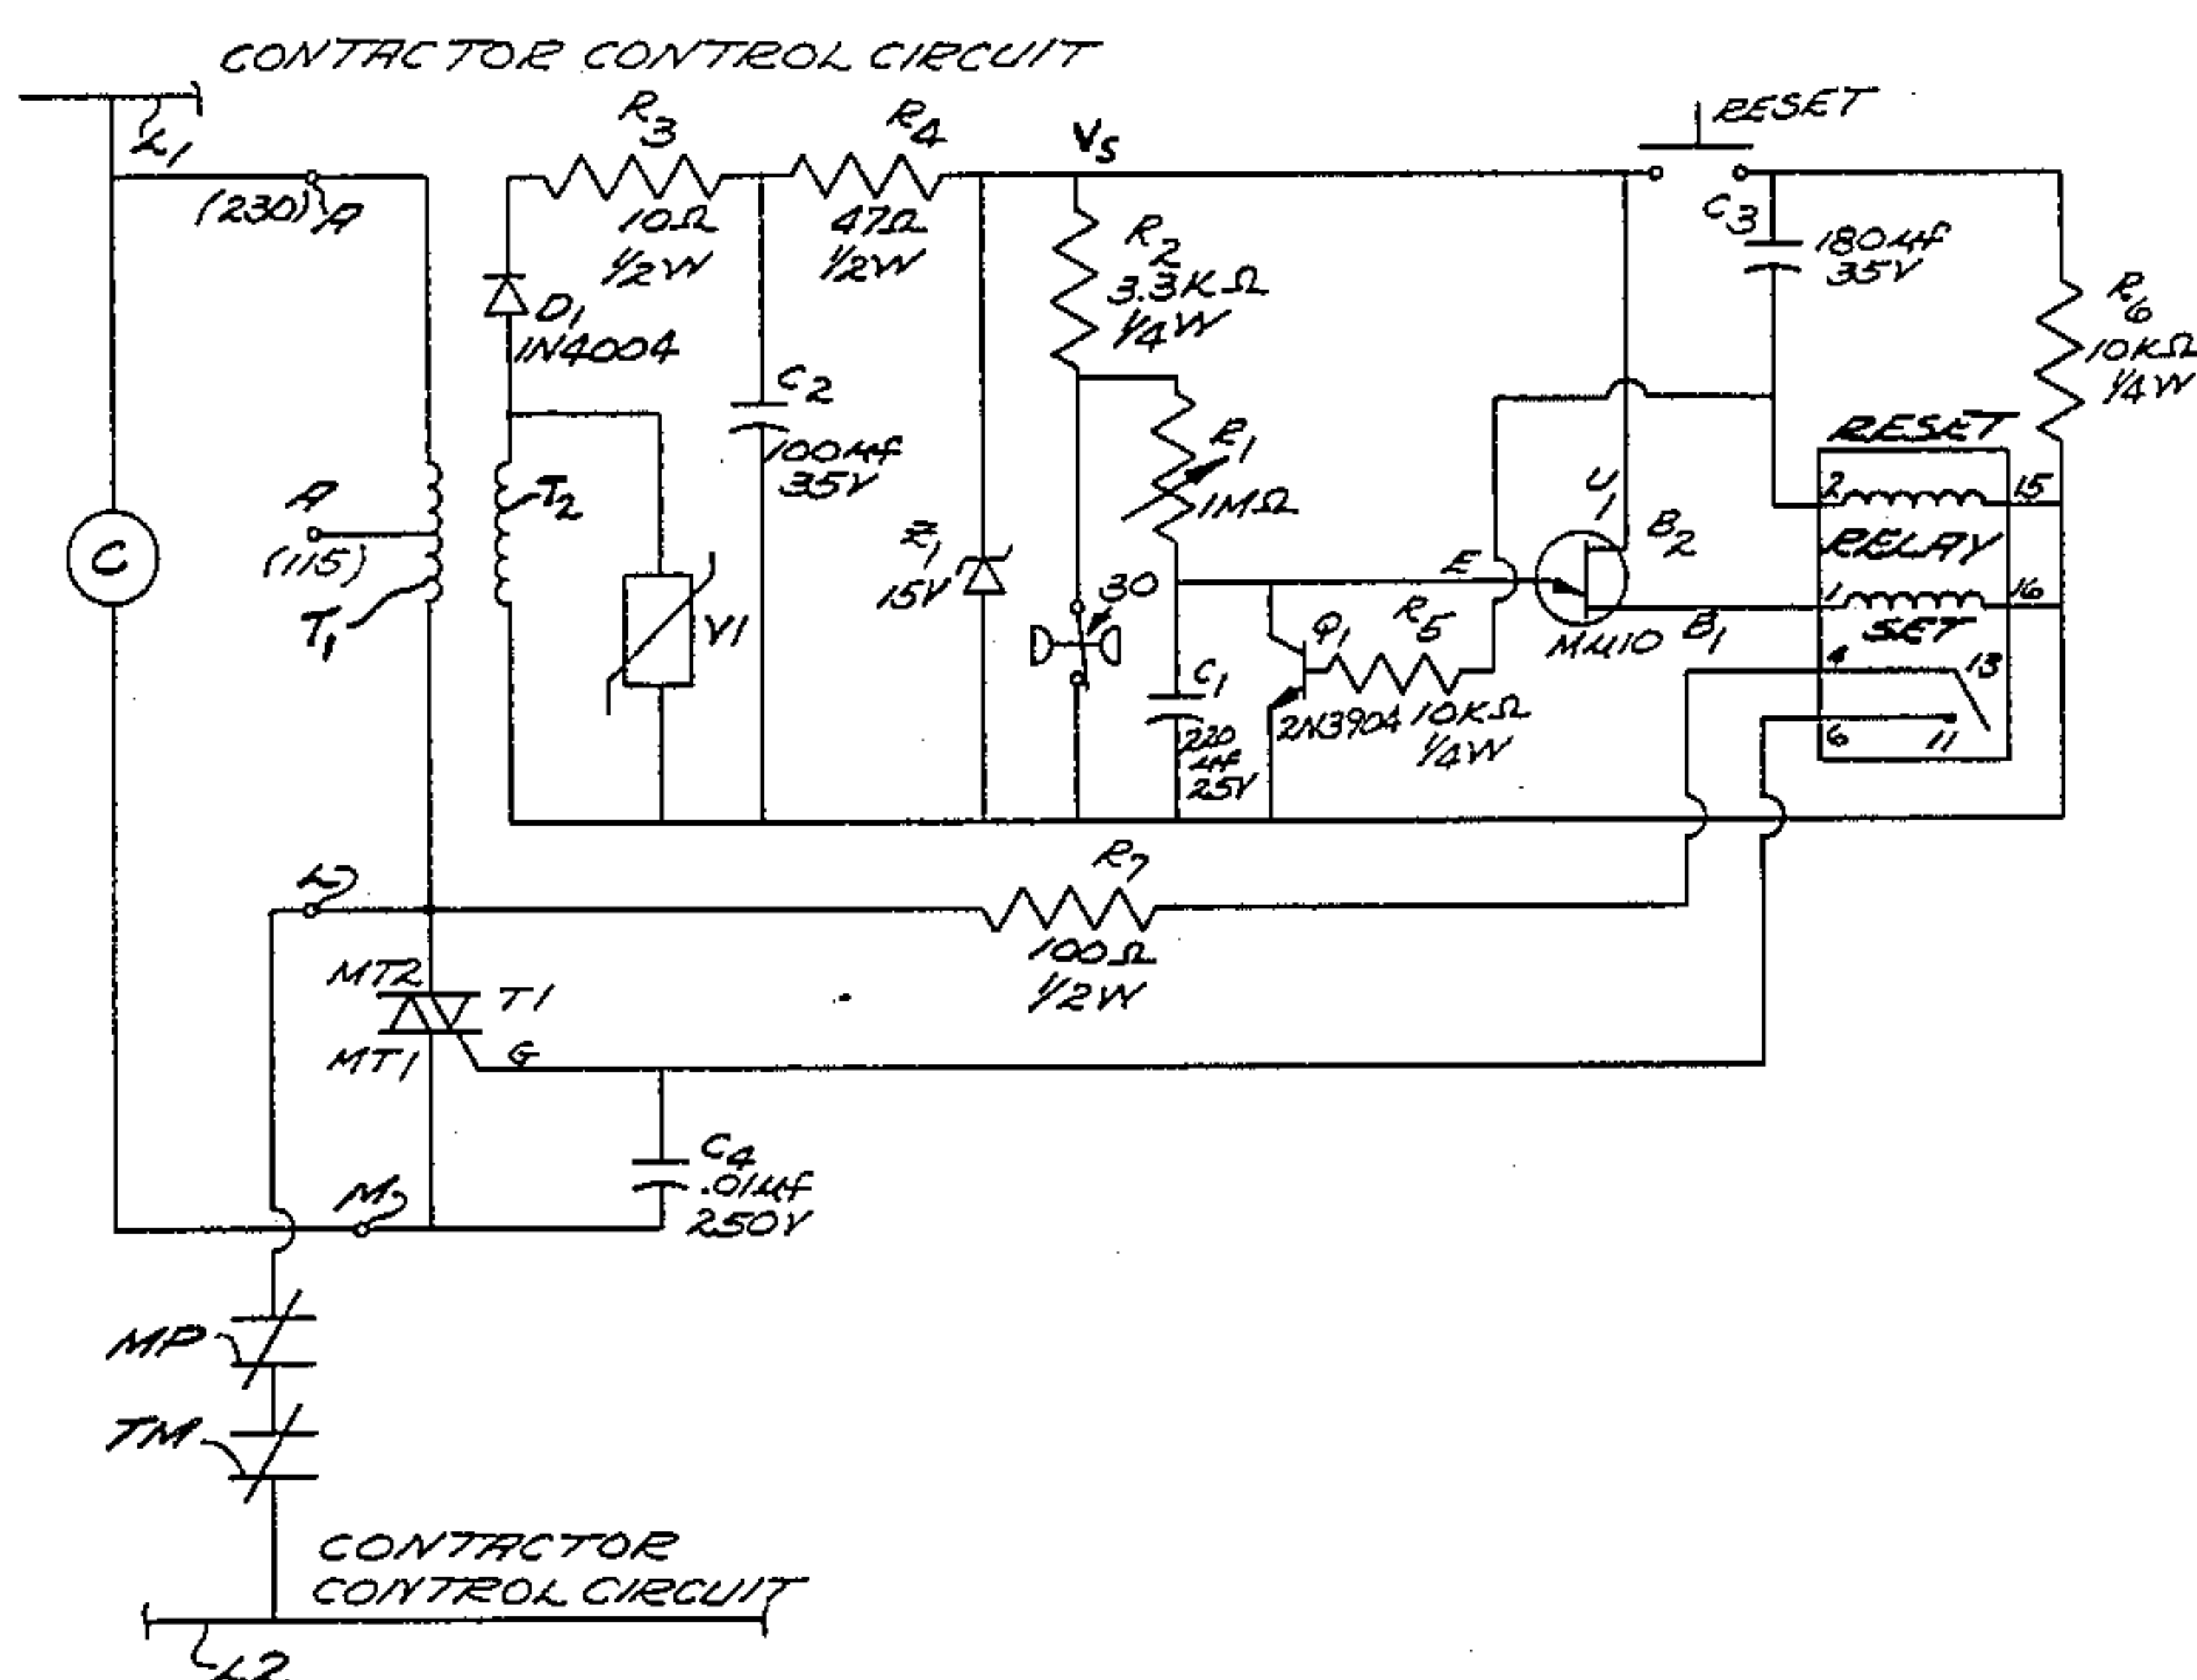 CONTACTOR CONTROL CIRCUIT
L1
(230) A
R3
10Ω
1/2W
R4
47Ω
1/2W
VS
RESET
C3
180µf
35V
R2
3.3KΩ
1/4W
R6
10KΩ
1/4W
D1
1N4004
C2
100µf
35V
R1
1MΩ
RESET
2
15
RELAY
1
16
SET
4
13
6
11
A
(115)
T1
T2
C
V1
Z1
15V
30
E
U1
B2
B1
MU10
Q1
2N3904
R5
10KΩ
1/4W
C1
220
µf
25V
L
R7
100Ω
1/2W
MT2
T1
MT1
G
C4
.01µf
250V
M
MP
TM
CONTACTOR
CONTROL CIRCUIT
L2